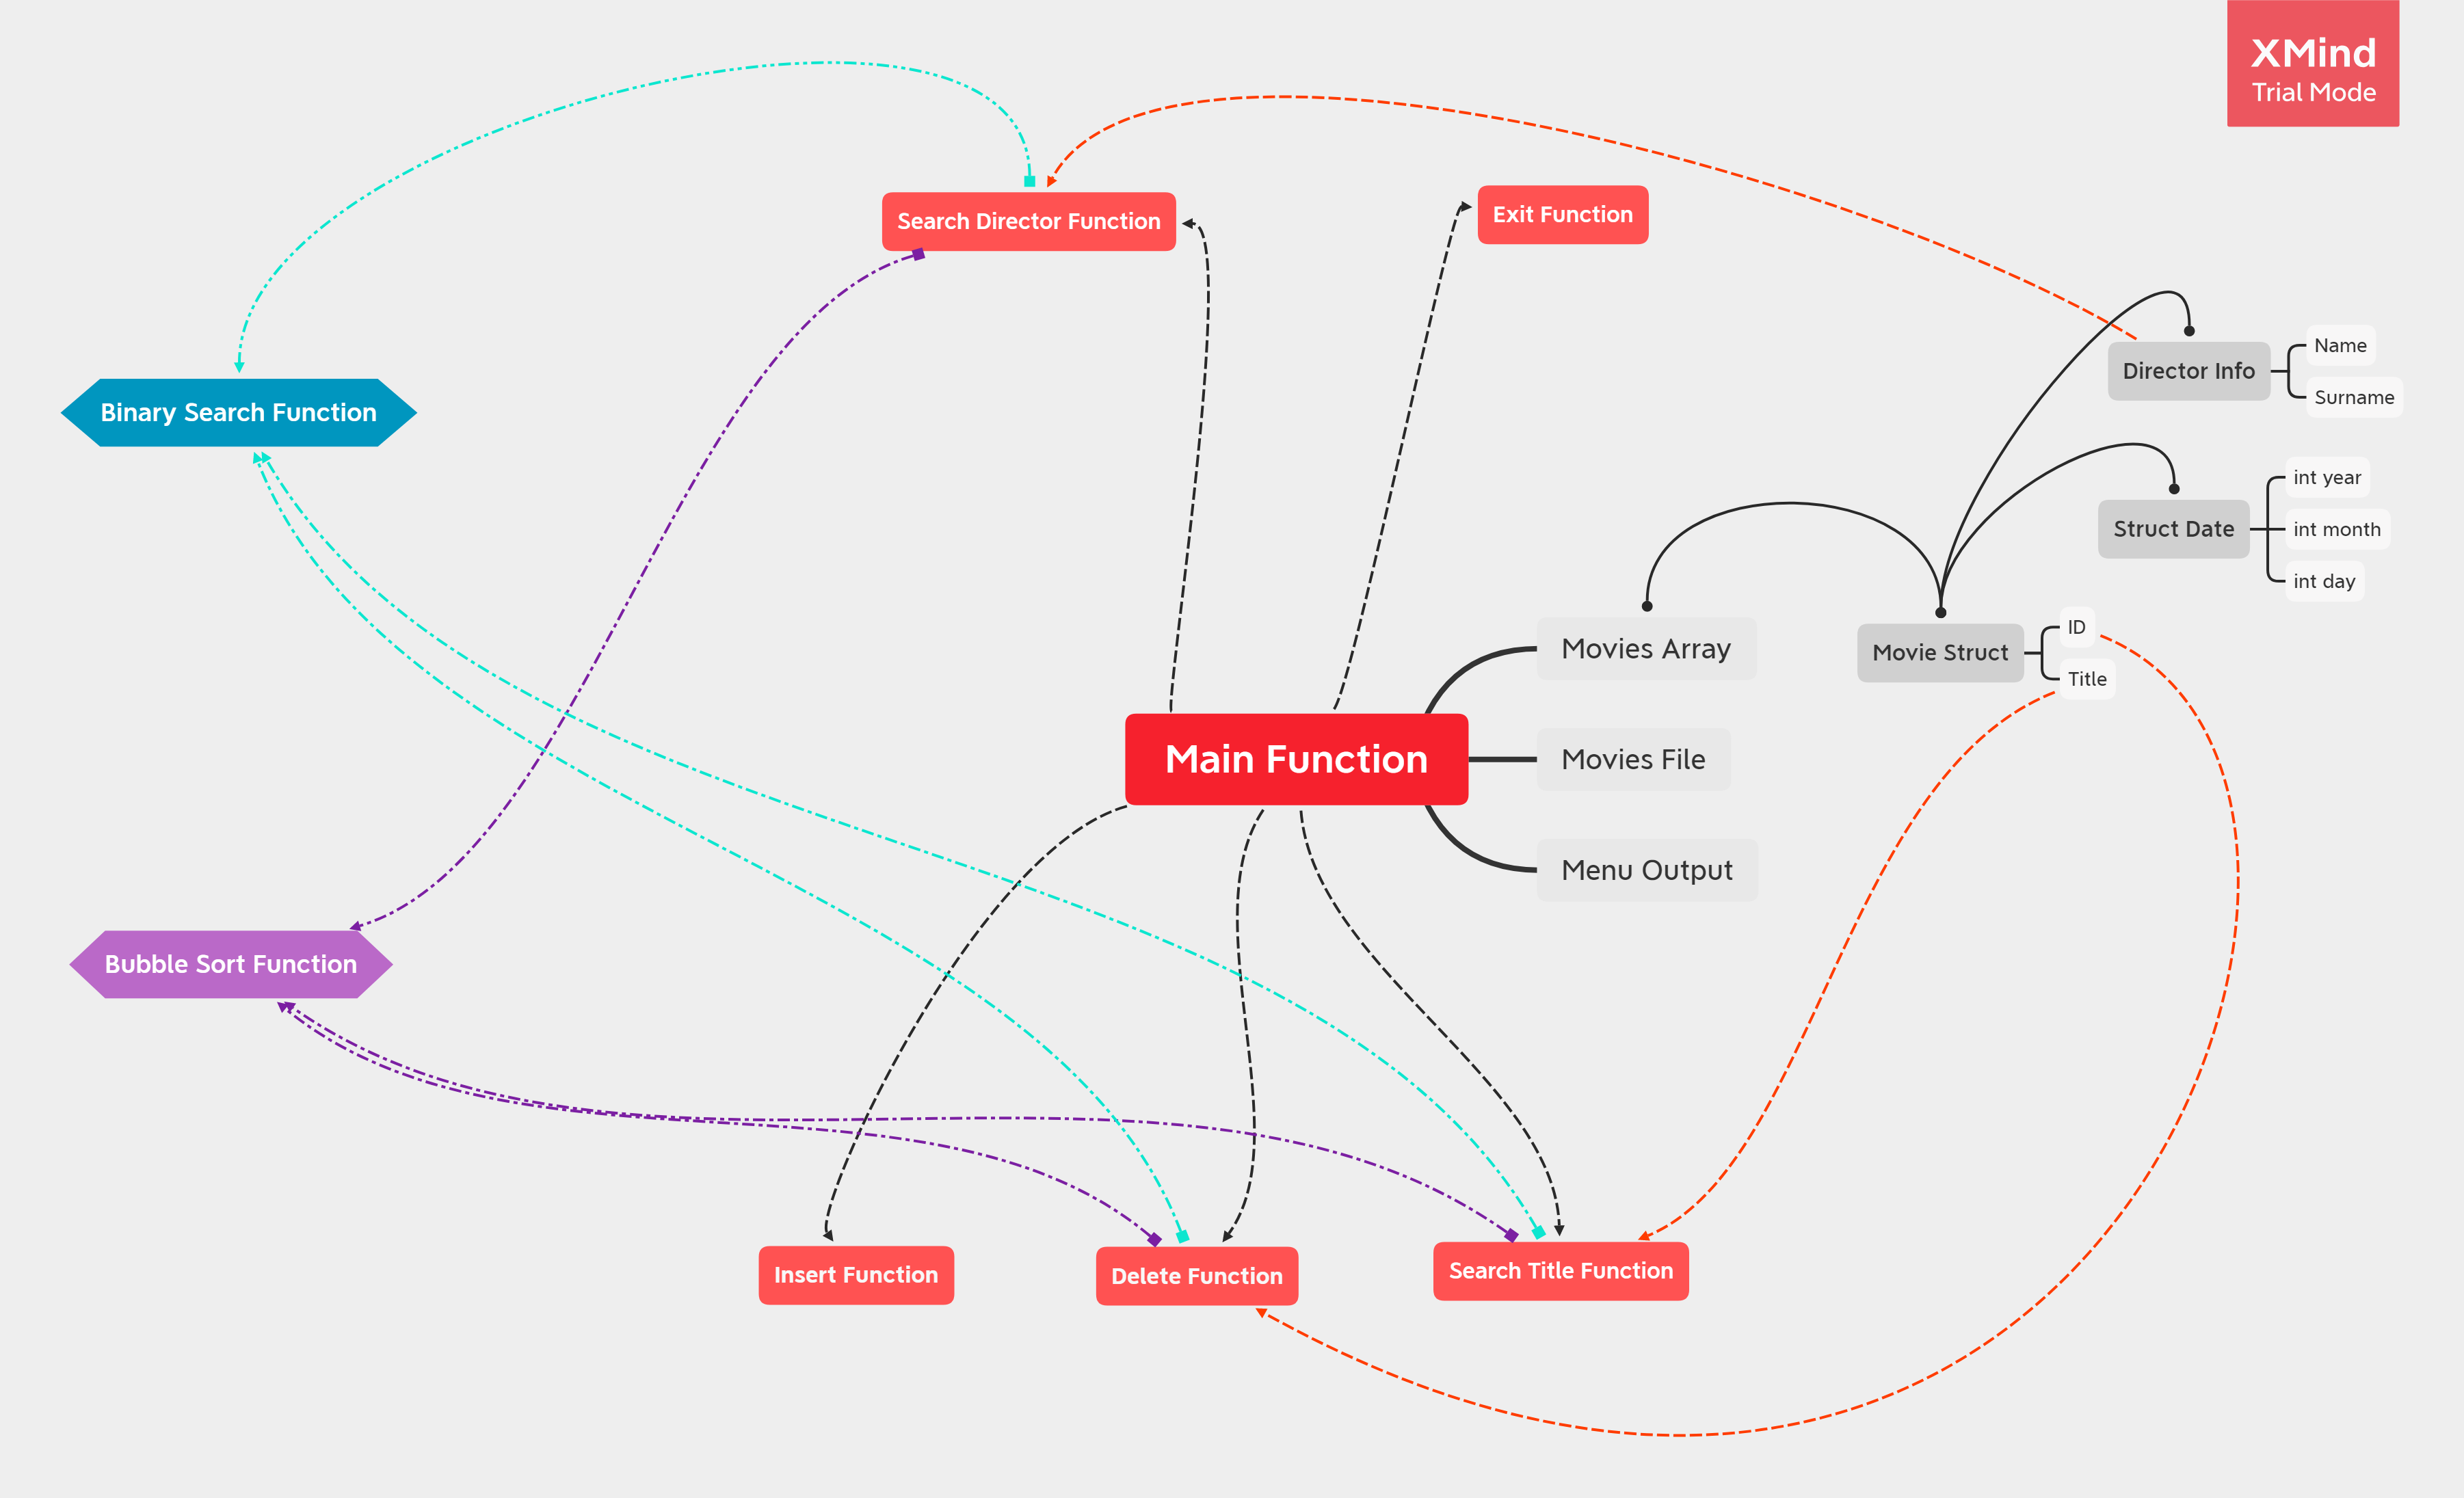 XMind
Trial Mode
Search Director Function
Exit Function
Director Info
Name
Surname
Binary Search Function
Struct Date
int year
int month
int day
Movies Array
Movie Struct
ID
Title
Main Function
Movies File
Menu Output
Bubble Sort Function
Insert Function
Delete Function
Search Title Function